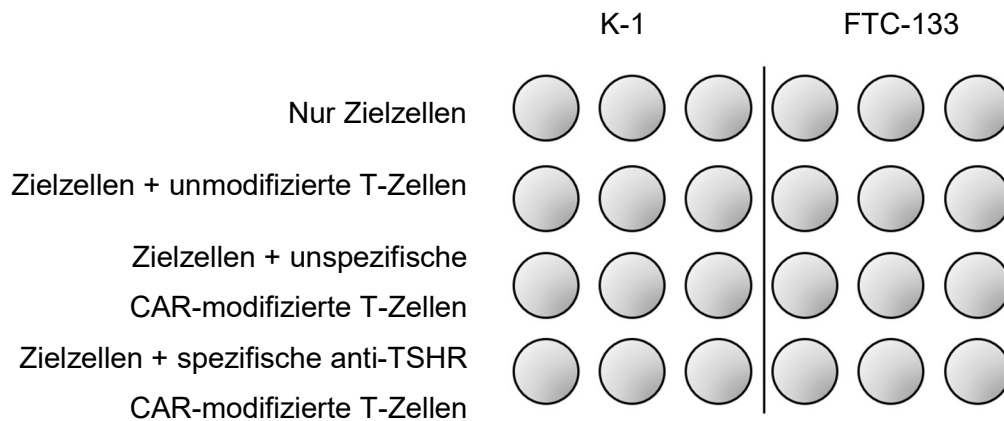 K-1 FTC-133
Nur Zielzellen
Zielzellen + unmodifizierte T-Zellen
Zielzellen + unspezifische
CAR-modifizierte T-Zellen
Zielzellen + spezifische anti-TSHR
CAR-modifizierte T-Zellen